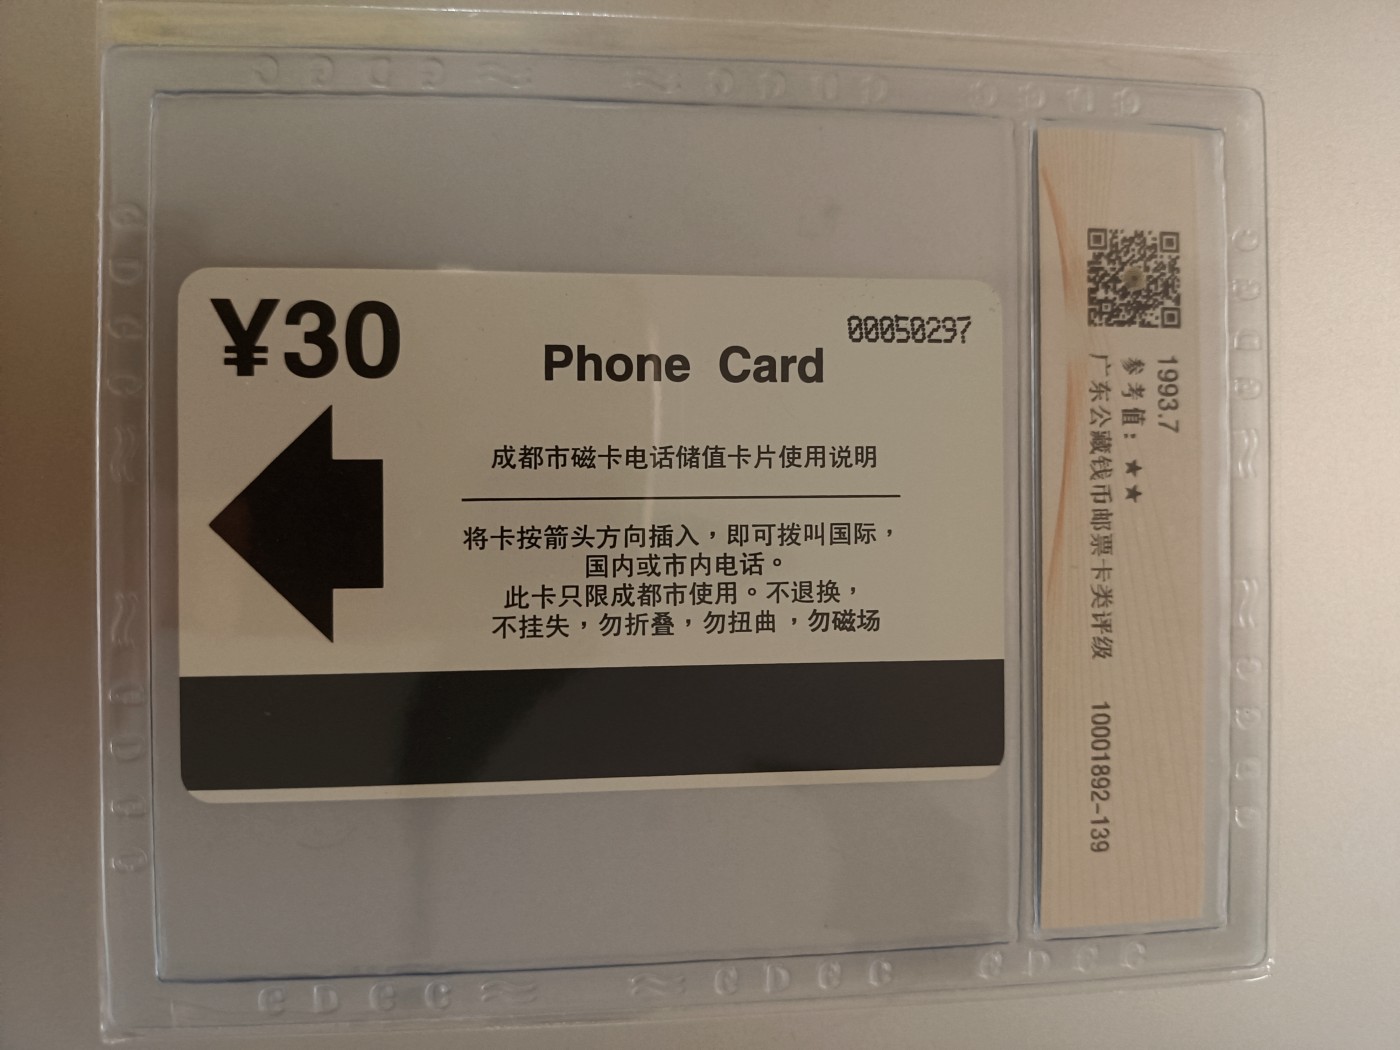 ¥30
00050297
Phone Card
成都市磁卡电话储值卡片使用说明
将卡按箭头方向插入，即可拨叫国际，
国内或市内电话。
此卡只限成都市使用。不退换，
不挂失，勿折叠，勿扭曲，勿磁场
1993.7
参考值：★★
广东公藏钱币邮票卡类评级 10001892-139